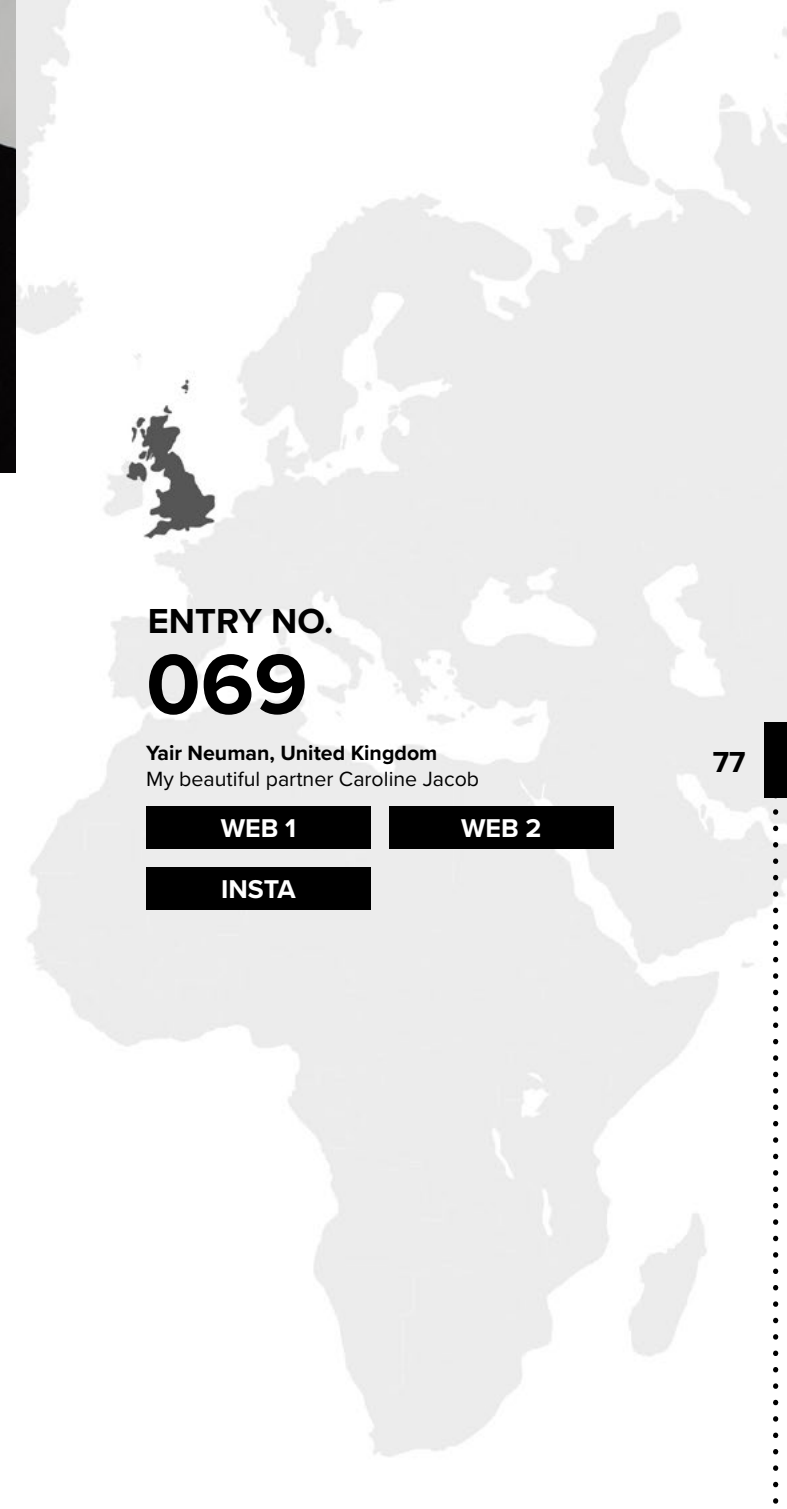 ENTRY NO.
069
Yair Neuman, United Kingdom
My beautiful partner Caroline Jacob
77
WEB 1
WEB 2
INSTA